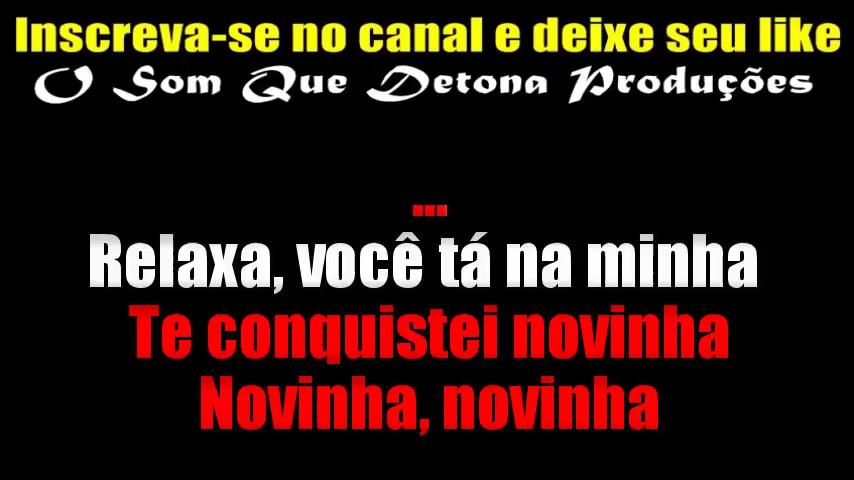 Inscreva-se no canal e deixe seu like
O Som Que Detona Produções
...
Relaxa, você tá na minha
Te conquistei novinha
Novinha, novinha